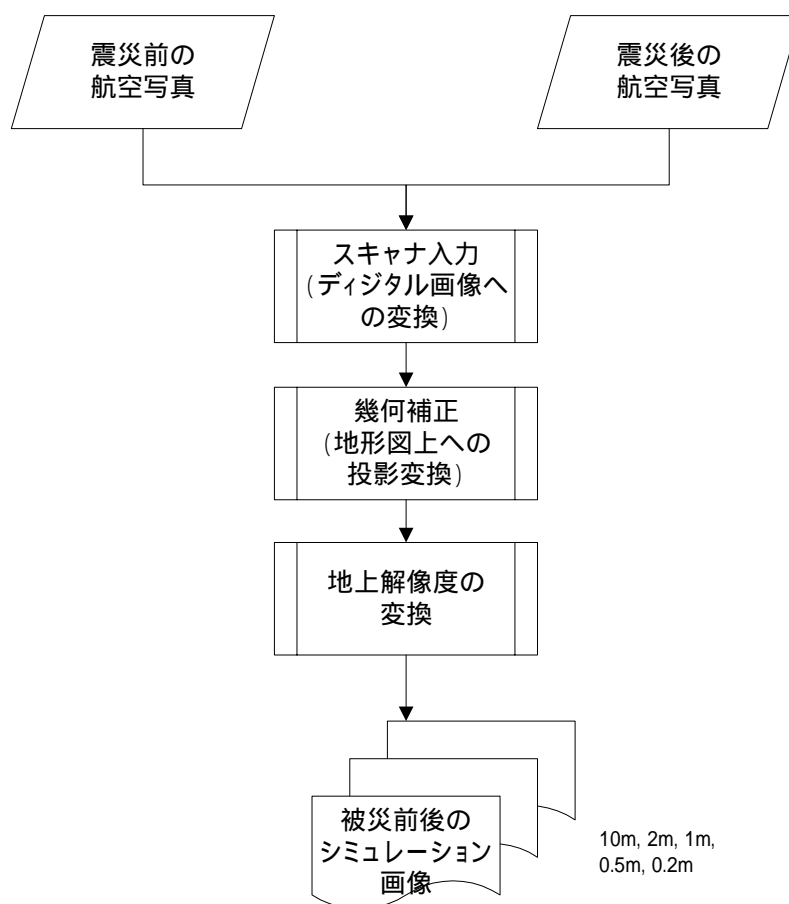 震災前の
航空写真
震災後の
航空写真
スキャナ入力
(ディジタル画像へ
の変換)
幾何補正
(地形図上への
投影変換)
地上解像度の
変換
被災前後の
シミュレーション
画像
10m, 2m, 1m,
0.5m, 0.2m